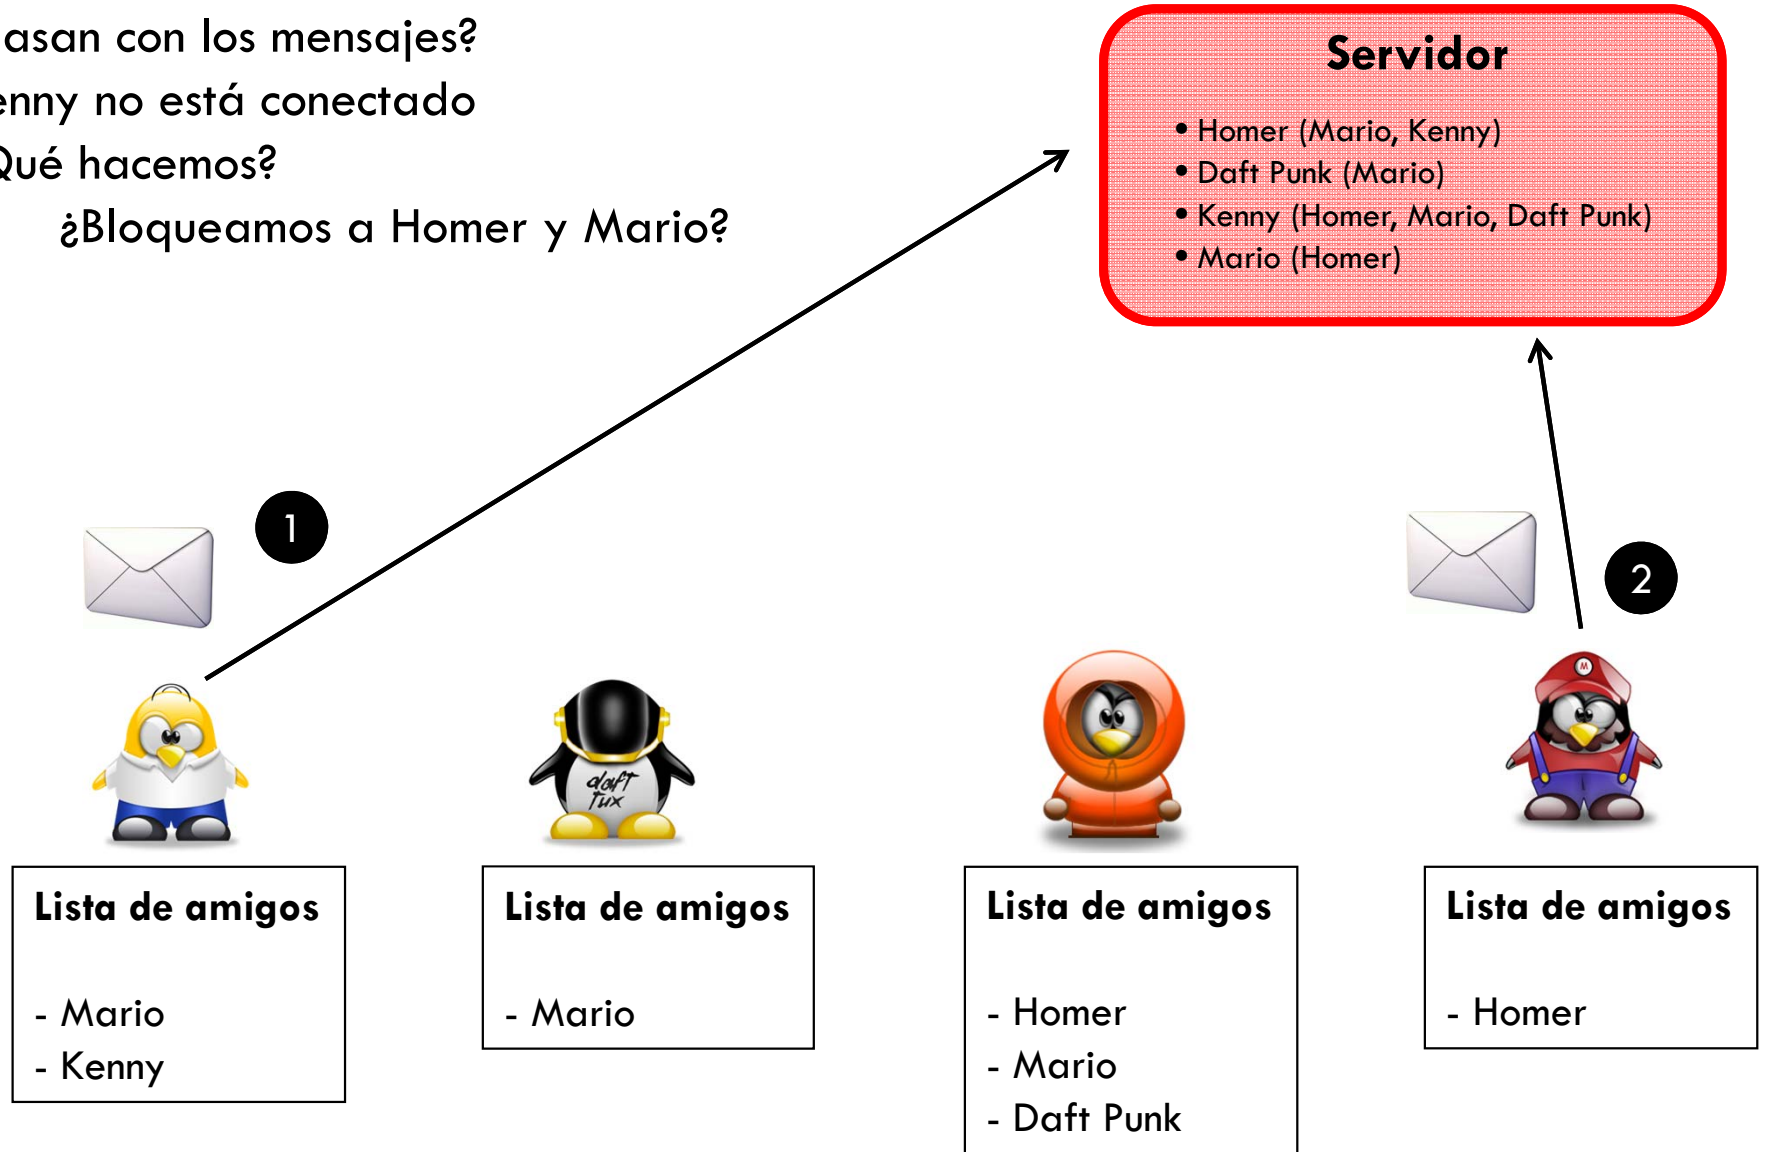 asan con los mensajes?
enny no está conectado
Qué hacemos?
¿Bloqueamos a Homer y Mario?
Servidor
• Homer (Mario, Kenny)
• Daft Punk (Mario)
• Kenny (Homer, Mario, Daft Punk)
• Mario (Homer)
1
2
M
daft
Tux
Lista de amigos
- Mario
- Kenny
Lista de amigos
- Mario
Lista de amigos
- Homer
- Mario
- Daft Punk
Lista de amigos
- Homer